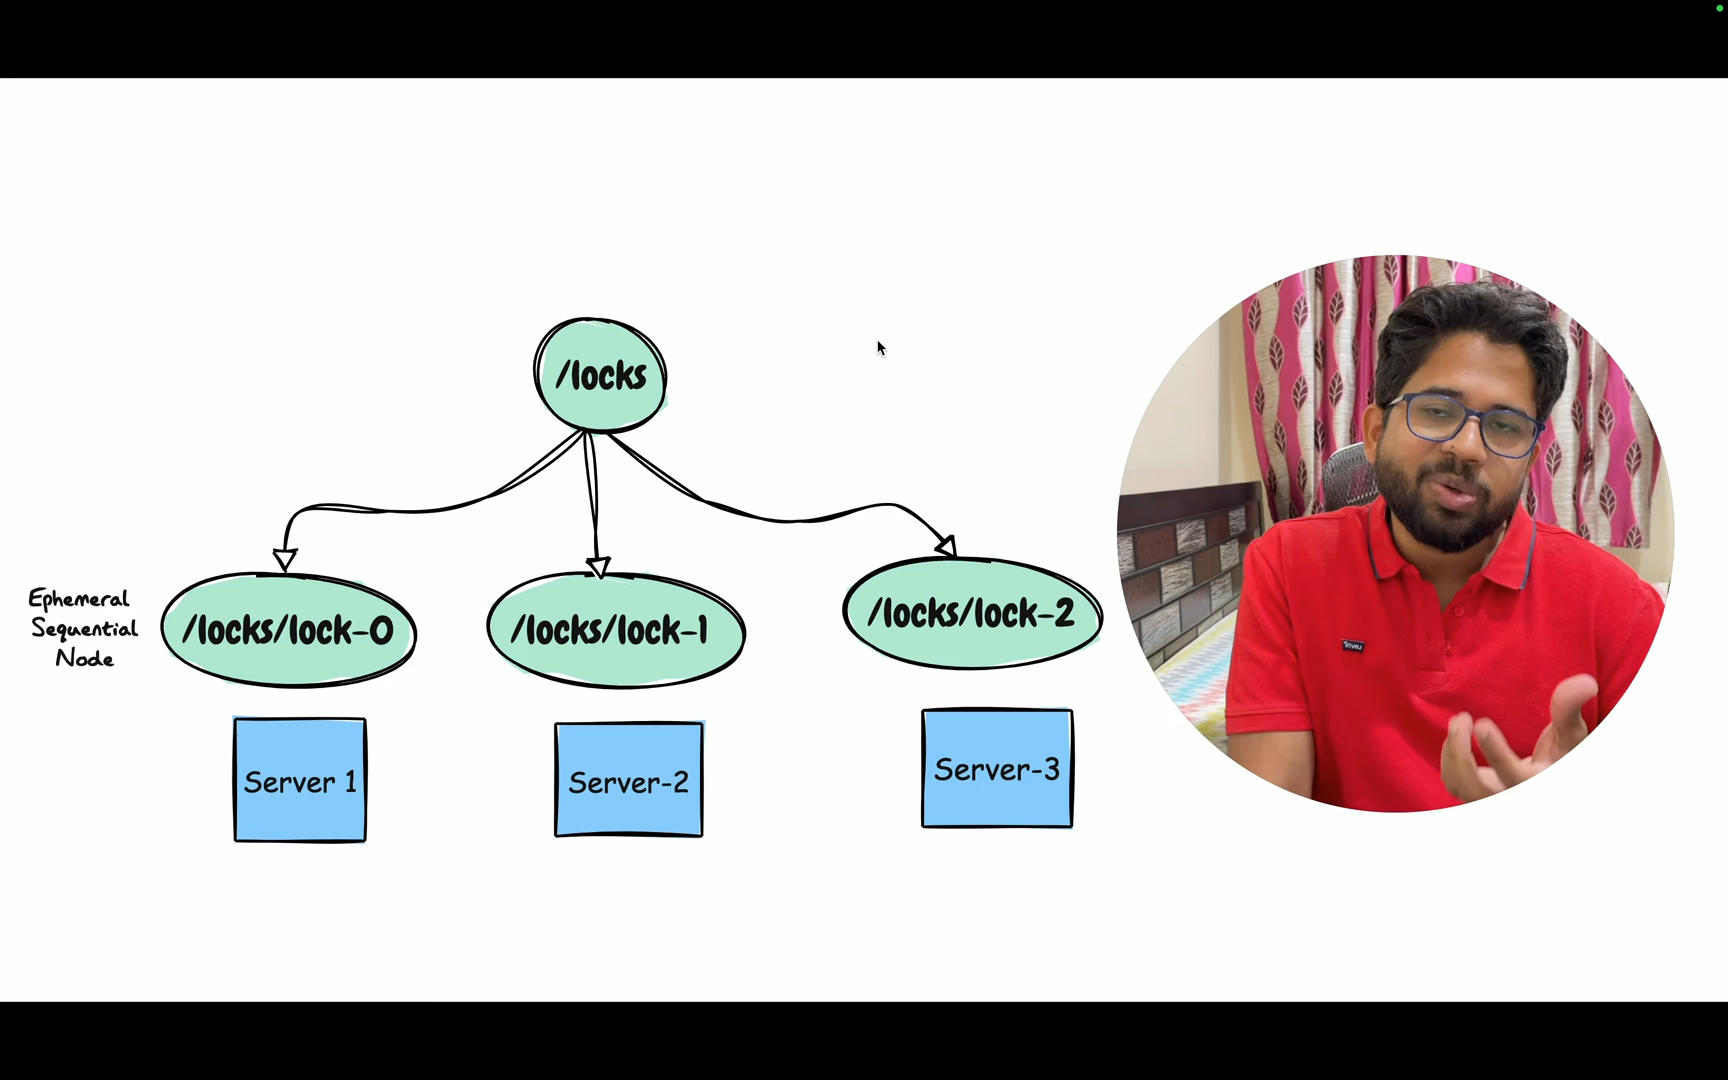 /locks
Ephemeral
Sequential
Node
/locks/lock-0
/locks/lock-1
/locks/lock-2
Server 1
Server-2
Server-3